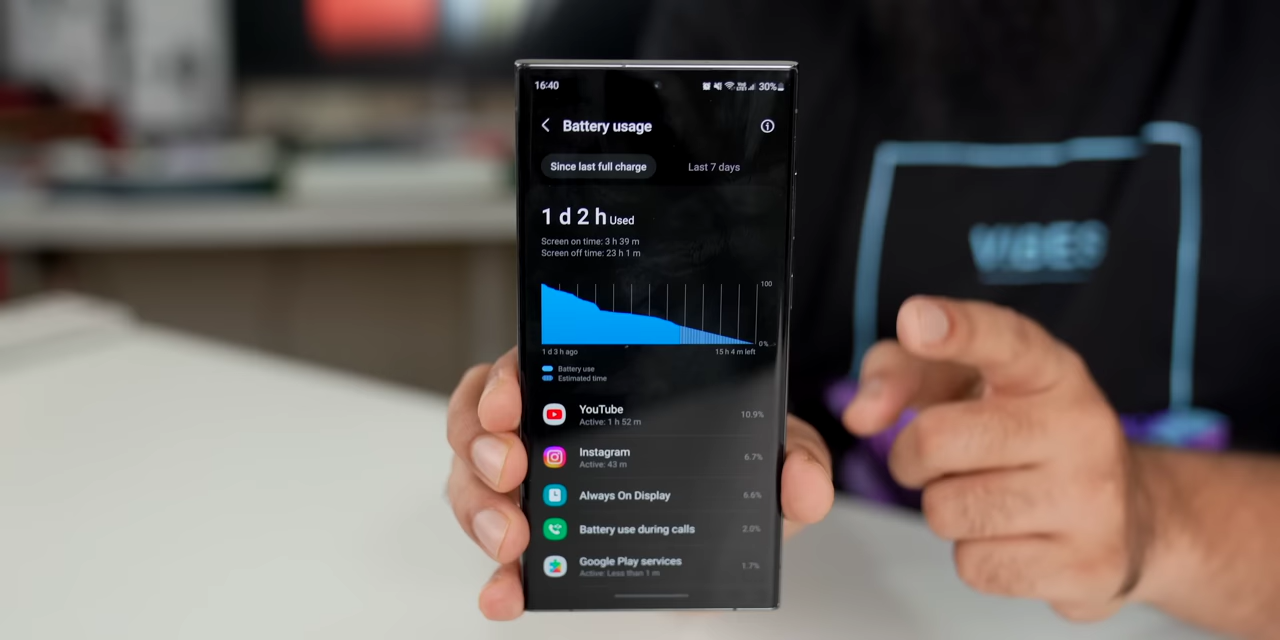 16:40
30%
Battery usage
Since last full charge Last 7 days
1 d 2 h Used
Screen on time: 3 h 39 m
Screen off time: 23 h 1 m
100
0%
1 d 3 h ago 15 h 4 m left
Battery use
Estimated time
YouTube 10.9%
Active: 1 h 52 m
Instagram 6.7%
Active: 43 m
Always On Display 6.6%
Battery use during calls 2.0%
Google Play services 1.7%
Active: Less than 1 m
VIBES